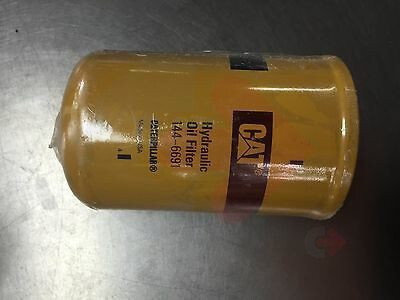 CAT
Hydraulic
Oil Filter
144-6691
CATERPILLAR®